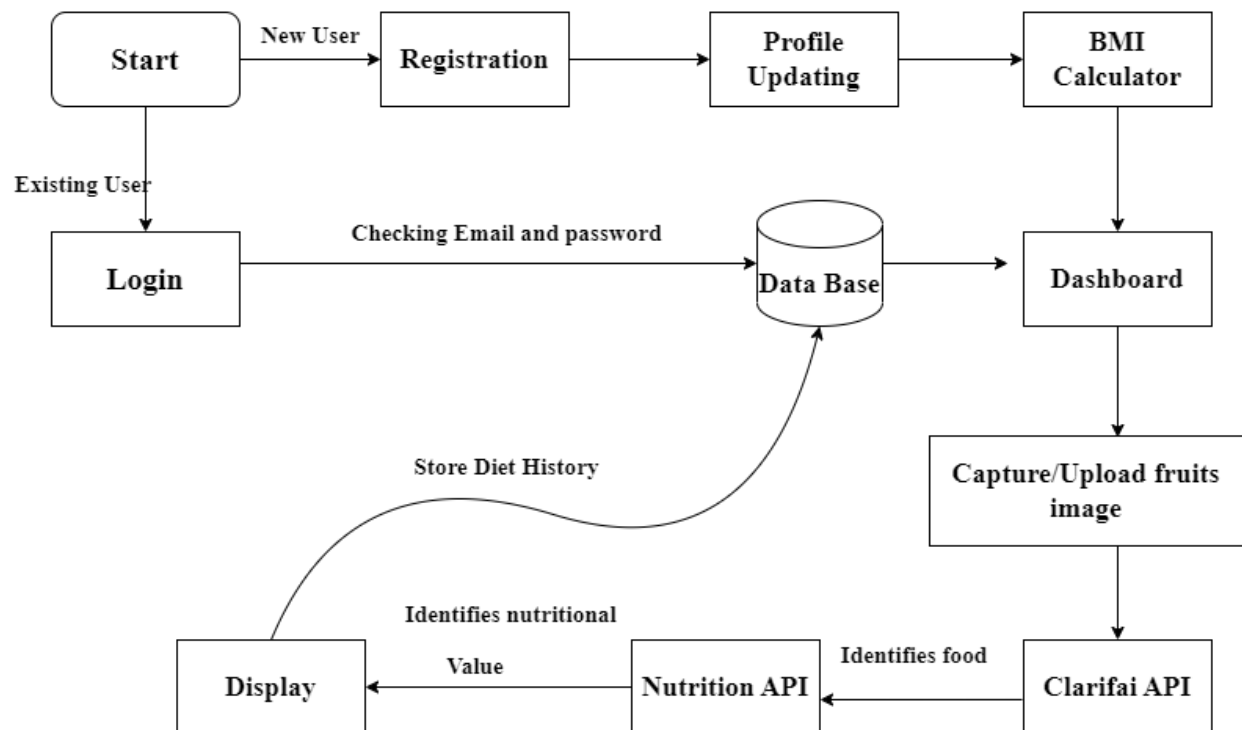 New User
Start
Registration
Profile
Updating
BMI
Calculator
Existing User
Checking Email and password
Login
Data Base
Dashboard
Store Diet History
Capture/Upload fruits
image
Identifies nutritional
Value
Identifies food
Display
Nutrition API
Clarifai API